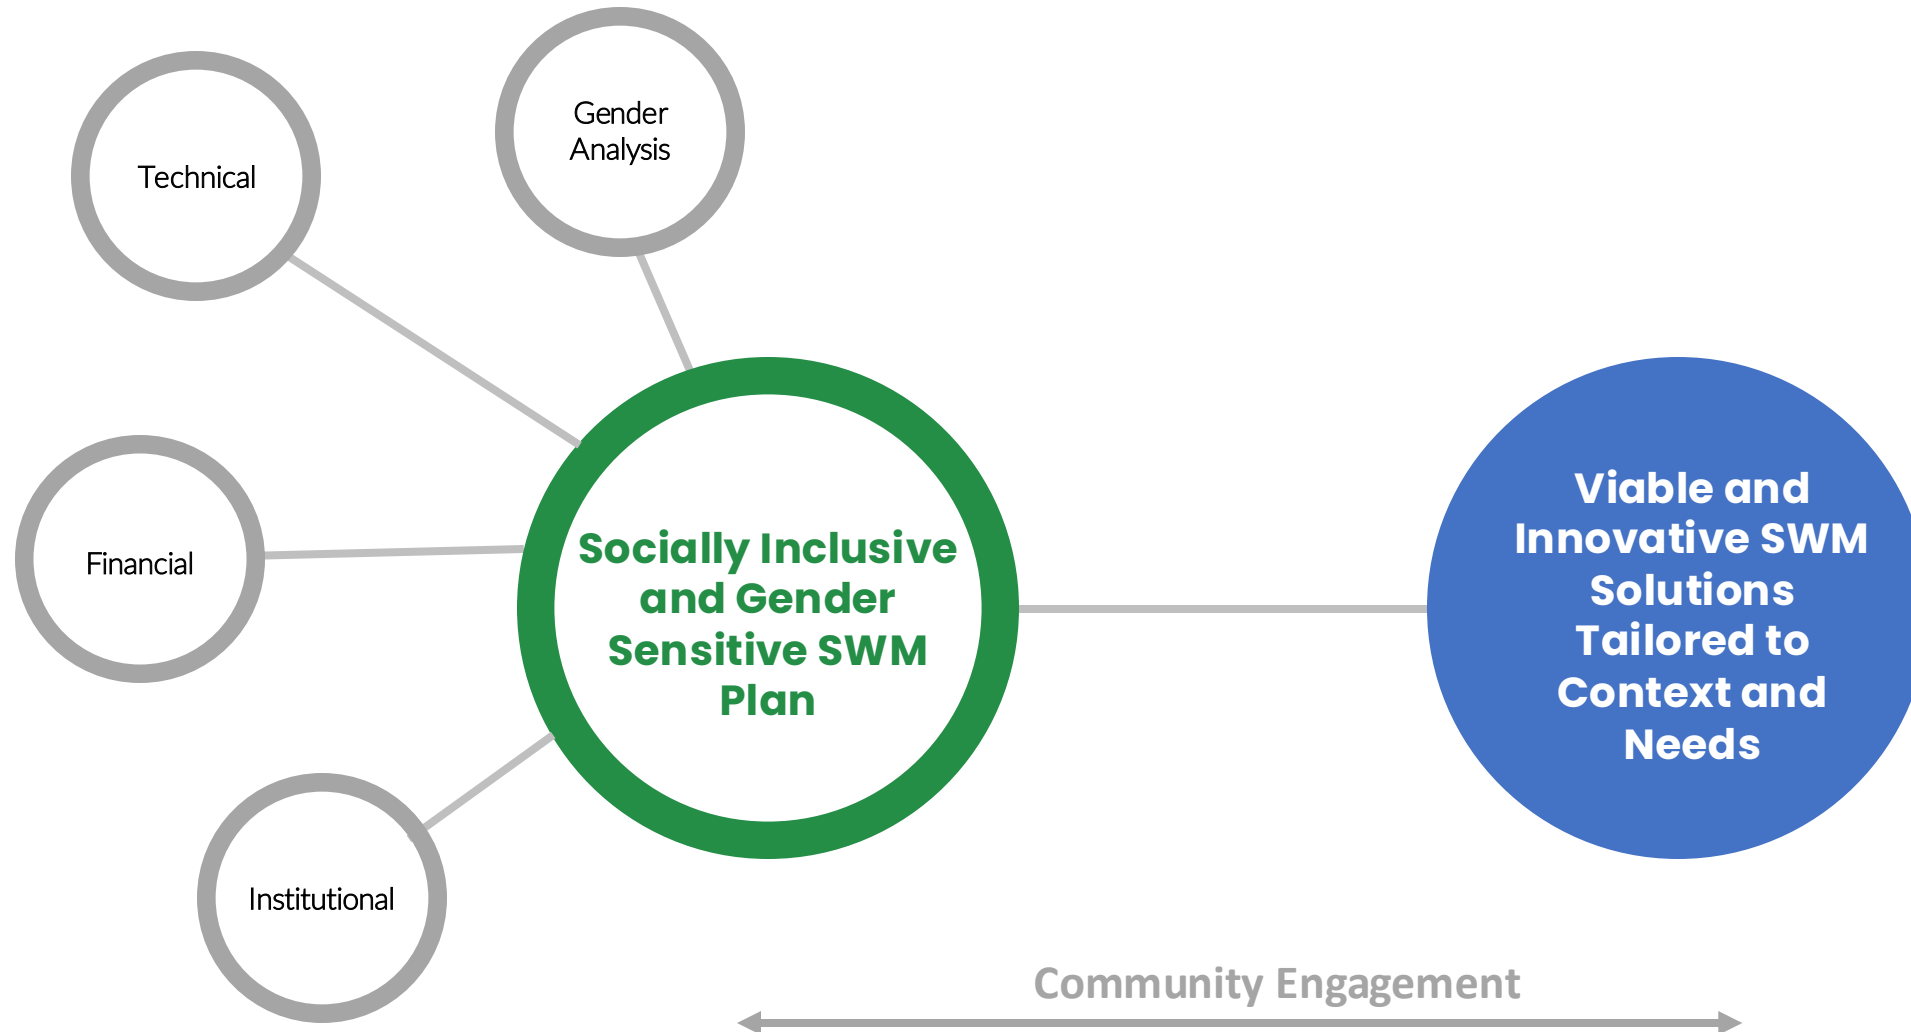 Gender
Analysis
Technical
Financial
Institutional
Socially Inclusive
and Gender
Sensitive SWM
Plan
Viable and
Innovative SWM
Solutions
Tailored to
Context and
Needs
Community Engagement